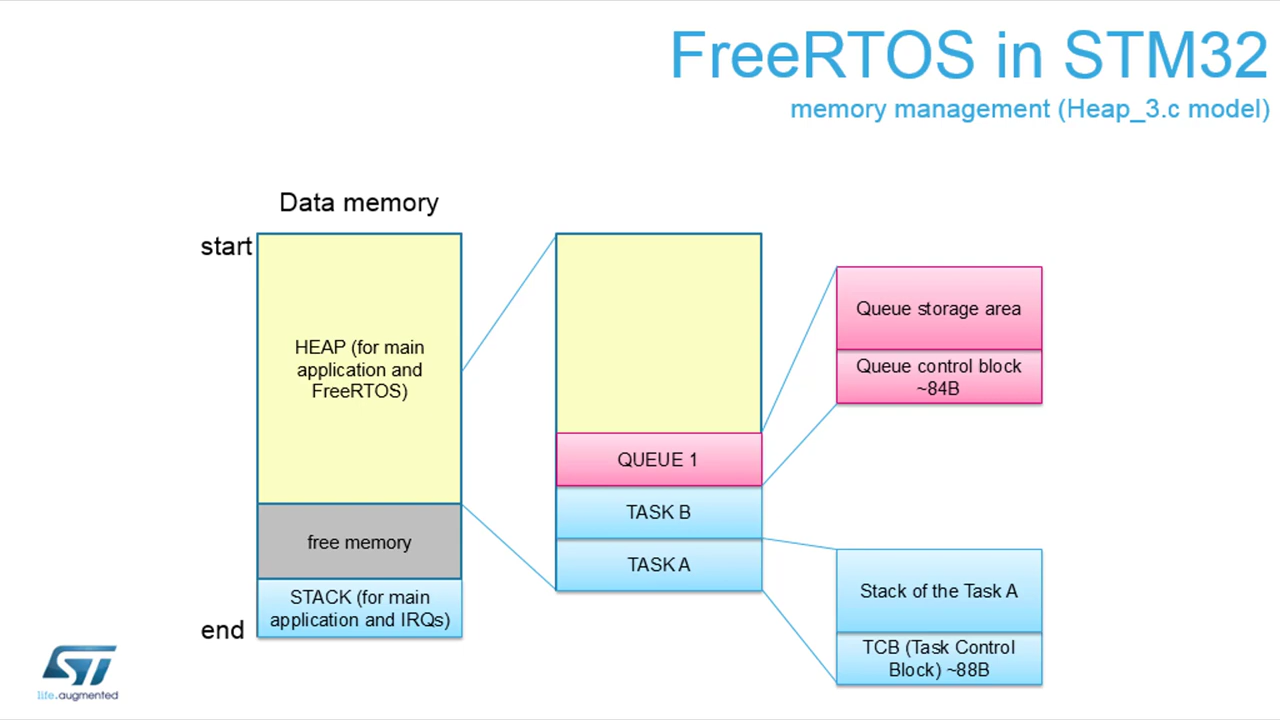 FreeRTOS in STM32
memory management (Heap_3.c model)
Data memory
start
HEAP (for main
application and
FreeRTOS)
free memory
STACK (for main
application and IRQs)
end
QUEUE 1
TASK B
TASK A
Queue storage area
Queue control block
~84B
Stack of the Task A
TCB (Task Control
Block) ~88B
ST
life.augmented